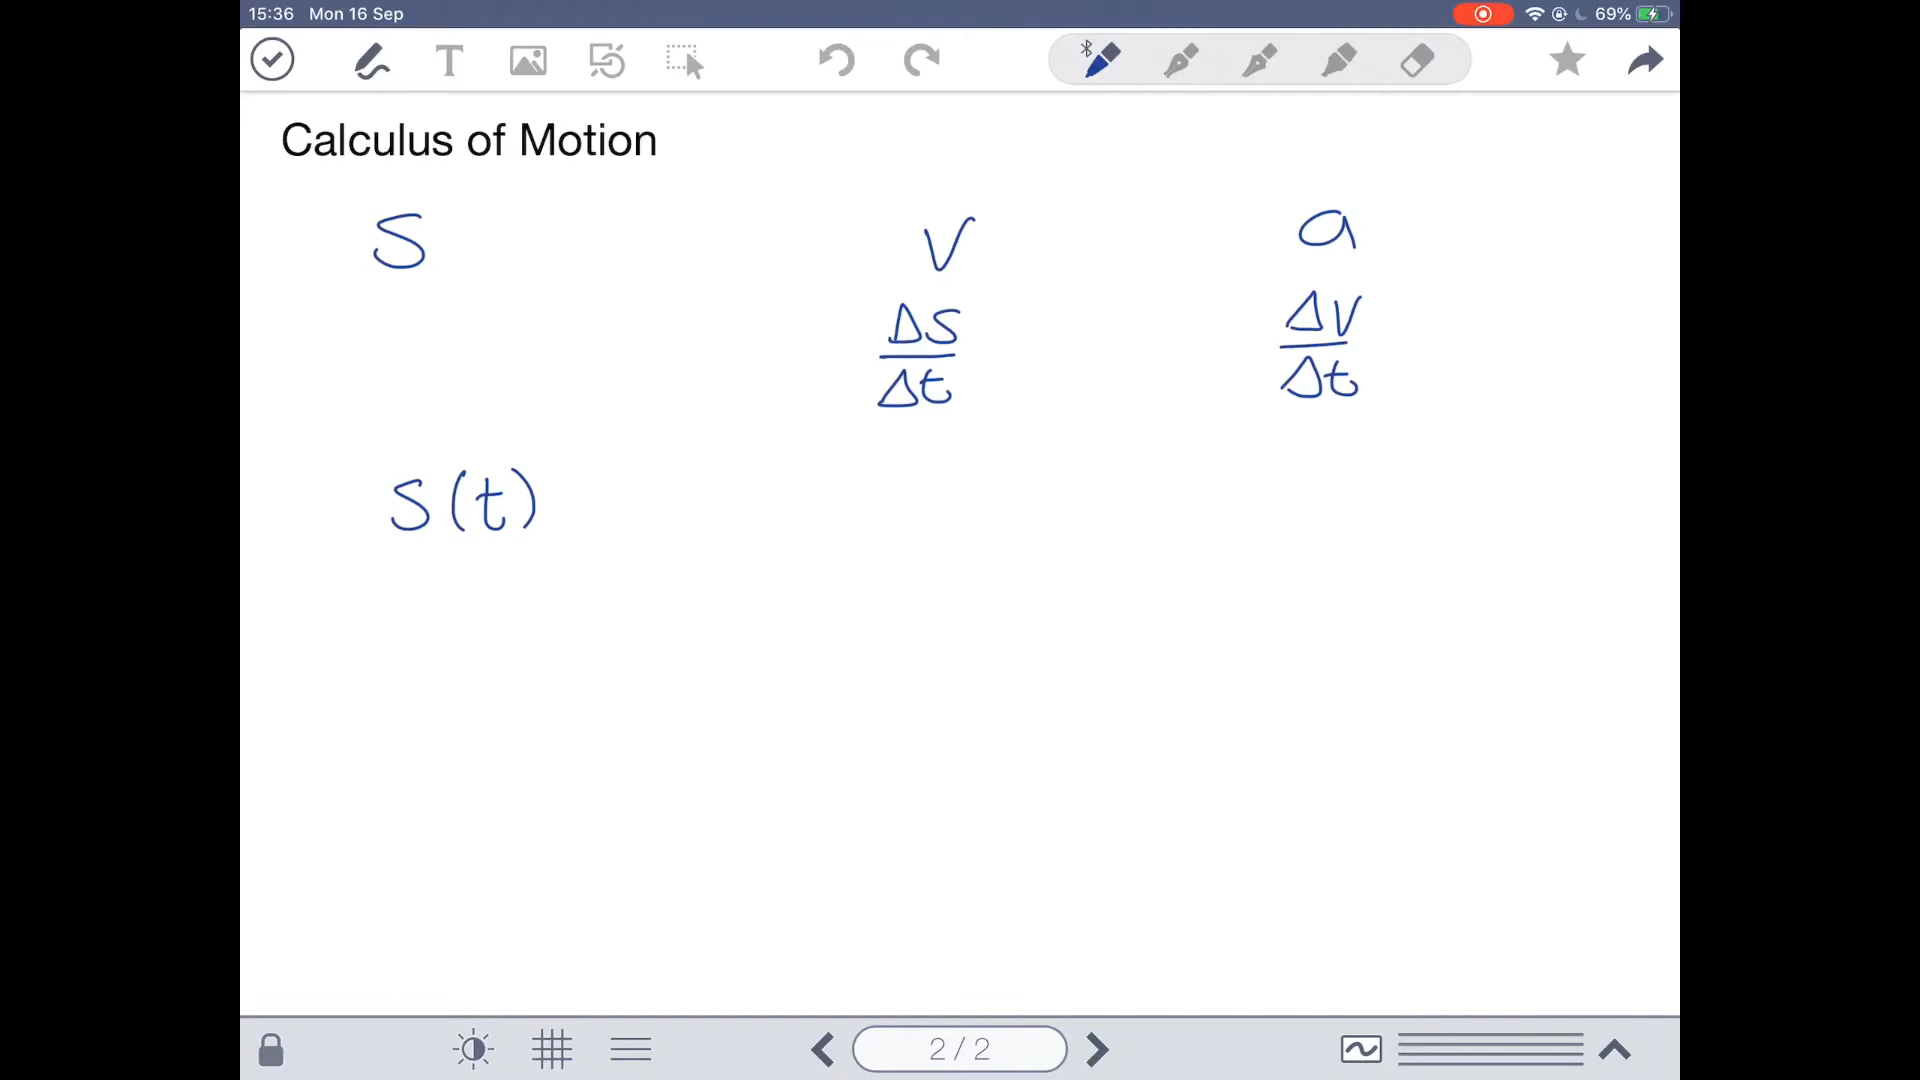 15:36 Mon 16 Sep 69%
T
Calculus of Motion
S V a
ΔS ΔV
Δt Δt
S(t)
2 / 2